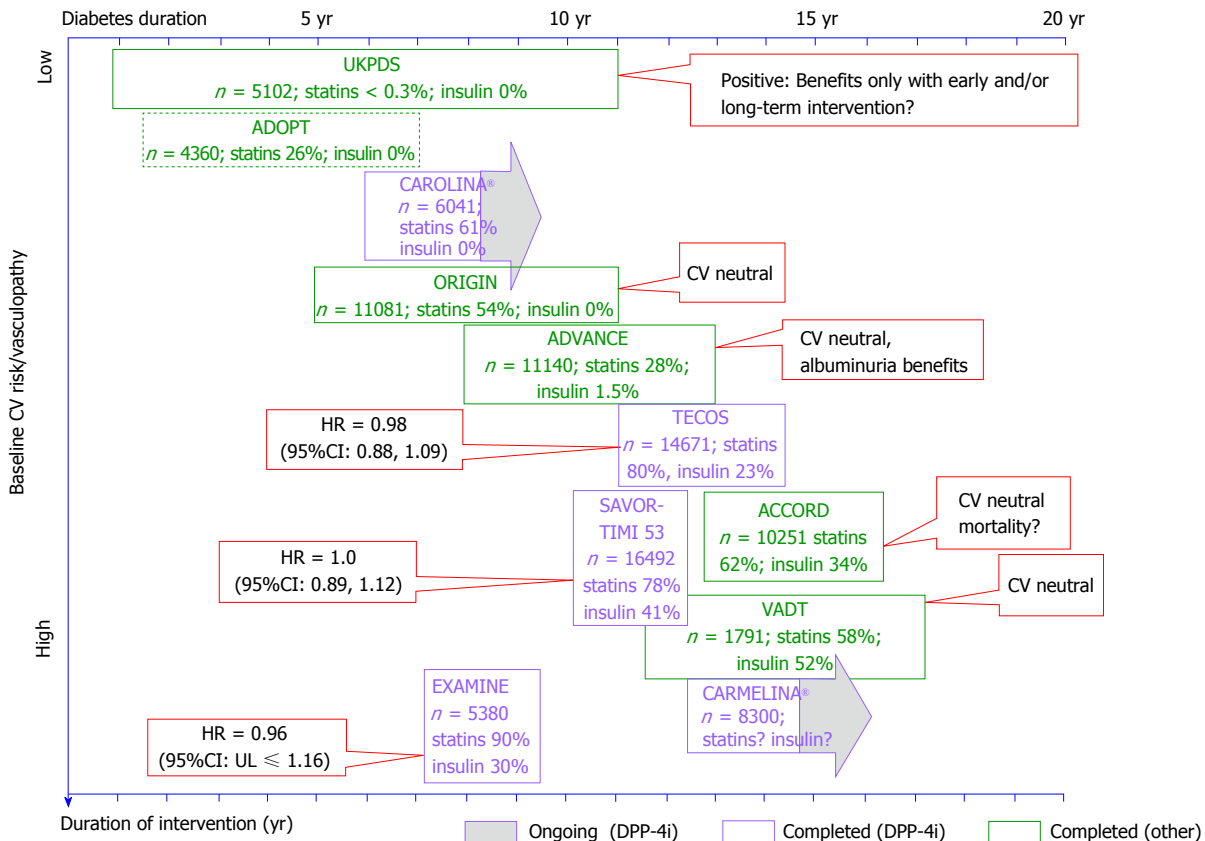 Diabetes duration 5 yr 10 yr 15 yr 20 yr
Low
Baseline CV risk/vasculopathy
High
UKPDS
n = 5102; statins < 0.3%; insulin 0%
Positive: Benefits only with early and/or
long-term intervention?
ADOPT
n = 4360; statins 26%; insulin 0%
CAROLINA®
n = 6041;
statins 61%
insulin 0%
ORIGIN
n = 11081; statins 54%; insulin 0%
CV neutral
ADVANCE
n = 11140; statins 28%;
insulin 1.5%
CV neutral,
albuminuria benefits
HR = 0.98
(95%CI: 0.88, 1.09)
TECOS
n = 14671; statins
80%, insulin 23%
HR = 1.0
(95%CI: 0.89, 1.12)
SAVOR-
TIMI 53
n = 16492
statins 78%
insulin 41%
ACCORD
n = 10251 statins
62%; insulin 34%
CV neutral
mortality?
VADT
n = 1791; statins 58%;
insulin 52%
CV neutral
HR = 0.96
(95%CI: UL ≤ 1.16)
EXAMINE
n = 5380
statins 90%
insulin 30%
CARMELINA®
n = 8300;
statins? insulin?
Duration of intervention (yr)
Ongoing (DPP-4i)
Completed (DPP-4i)
Completed (other)